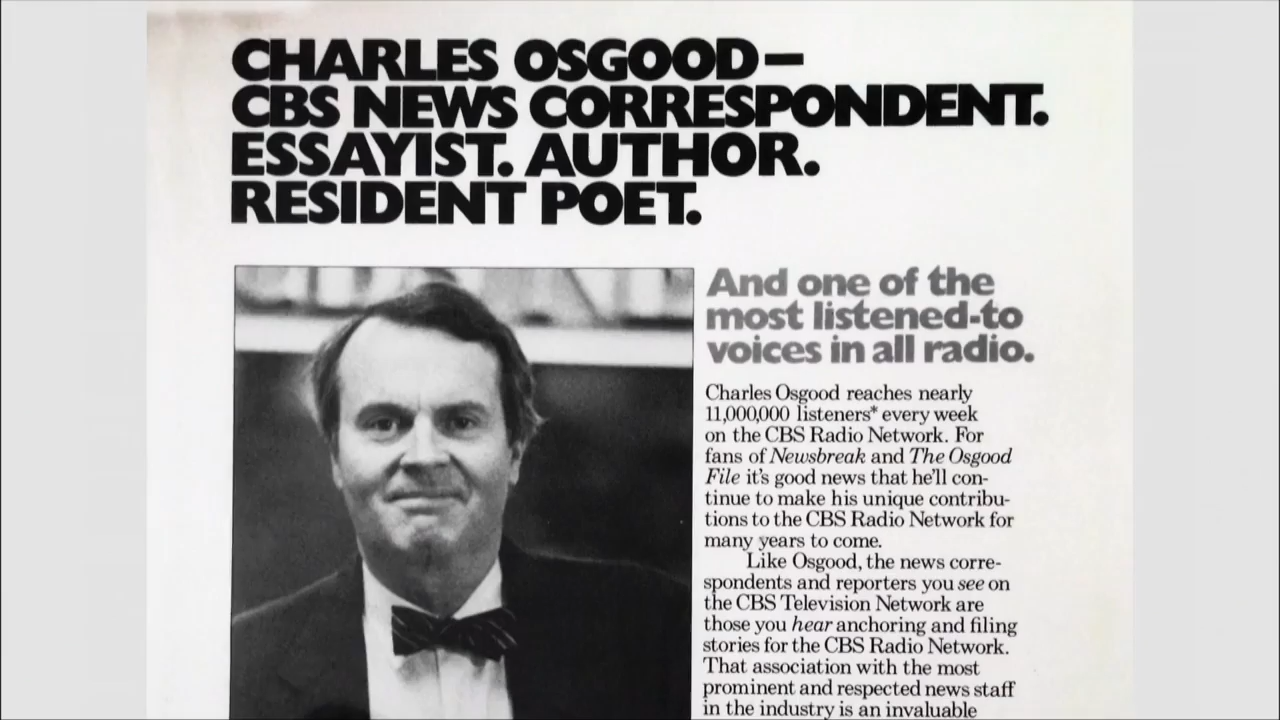 CHARLES OSGOOD—
CBS NEWS CORRESPONDENT.
ESSAYIST. AUTHOR.
RESIDENT POET.
And one of the
most listened-to
voices in all radio.
Charles Osgood reaches nearly
11,000,000 listeners* every week
on the CBS Radio Network. For
fans of Newsbreak and The Osgood
File it's good news that he'll con-
tinue to make his unique contribu-
tions to the CBS Radio Network for
many years to come.
Like Osgood, the news corre-
spondents and reporters you see on
the CBS Television Network are
those you hear anchoring and filing
stories for the CBS Radio Network.
That association with the most
prominent and respected news staff
in the industry is an invaluable